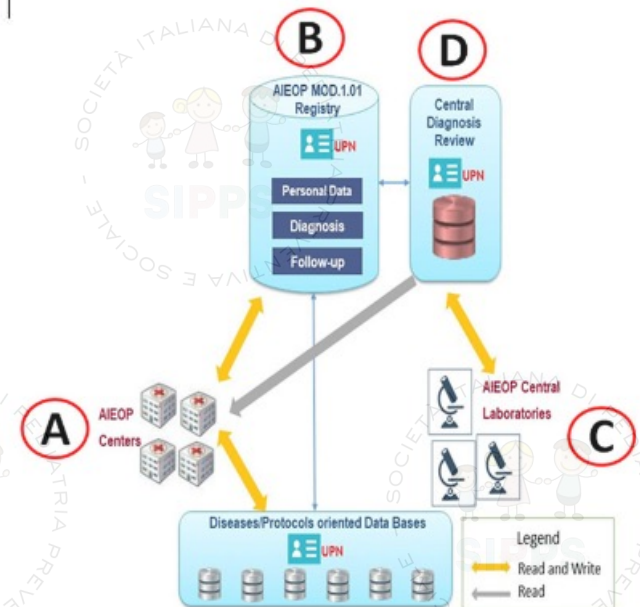 B
D
AIEOP MOD.1.01
Registry
UPN
Personal Data
Diagnosis
Follow-up
Central
Diagnosis
Review
UPN
A
AIEOP
Centers
AIEOP Central
Laboratories
C
Diseases/Protocols oriented Data Bases
UPN
Legend
Read and Write
Read
SIPPS
SIPPS